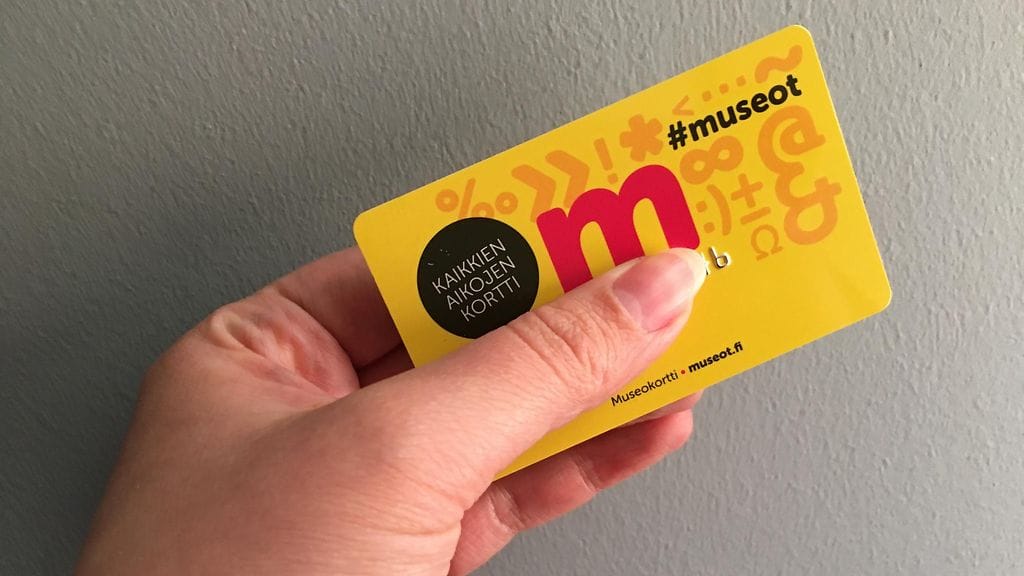 #museot
m
KAIKKIEN
AIKOJEN
KORTTI
Museokortti • museot.fi